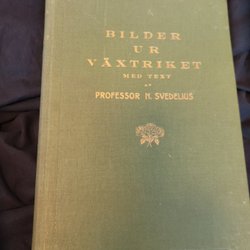 BILDER
UR
VÄXTRIKET
MED TEXT
AV
PROFESSOR N. SVEDELIUS